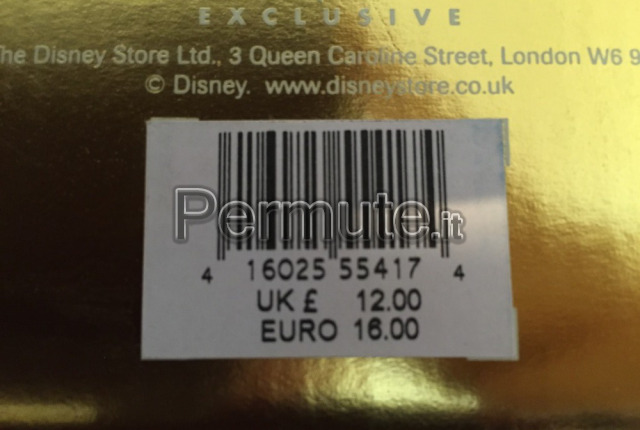 EXCLUSIVE
The Disney Store Ltd., 3 Queen Caroline Street, London W6 9
© Disney. www.disneystore.co.uk
Permute.it
4 16025 55417 4
UK £ 12.00
EURO 16.00